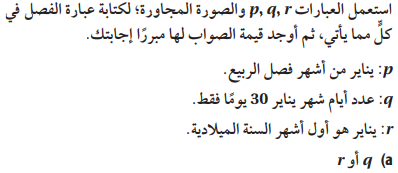 استعمل العبارات p, q, r والصورة المجاورة؛ لكتابة عبارة الفصل في
كلٍّ مما يأتي، ثم أوجد قيمة الصواب لها مبررًا إجابتك.
p: يناير من أشهر فصل الربيع.
q: عدد أيام شهر يناير 30 يومًا فقط.
r: يناير هو أول أشهر السنة الميلادية.
a) q أو r